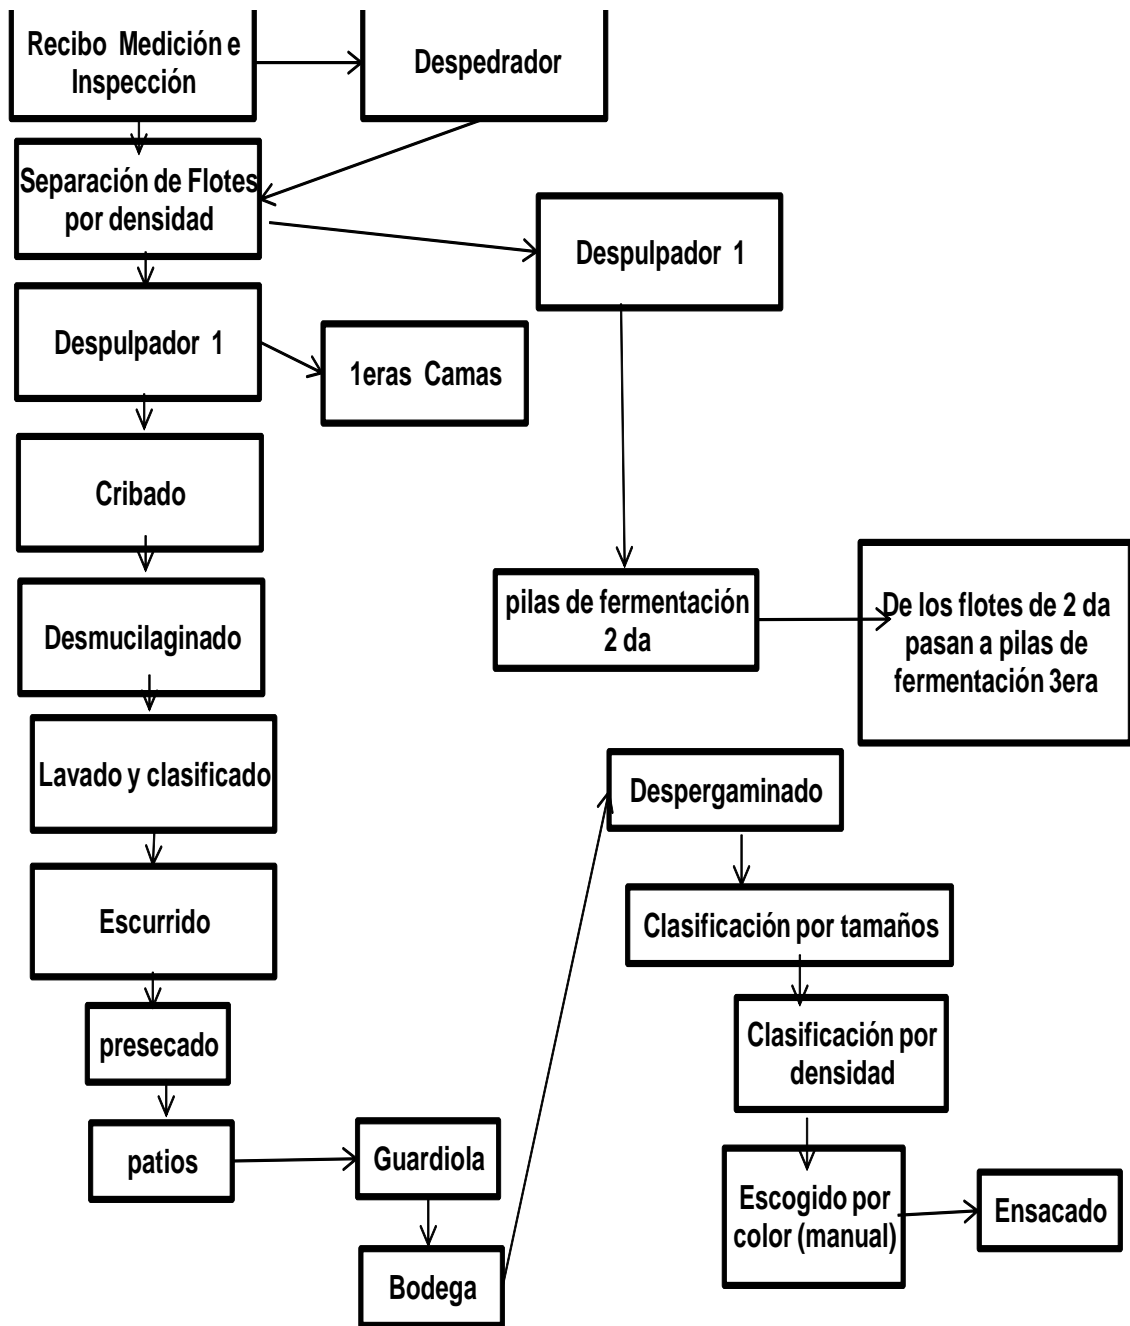 Recibo Medición e
Inspección
Despedrador
Separación de Flotes
por densidad
Despulpador 1
Despulpador 1
1eras Camas
Cribado
Desmucilaginado
pilas de fermentación
2 da
De los flotes de 2 da
pasan a pilas de
fermentación 3era
Lavado y clasificado
Despergaminado
Escurrido
Clasificación por tamaños
presecado
Clasificación por
densidad
patios
Guardiola
Escogido por
color (manual)
Ensacado
Bodega